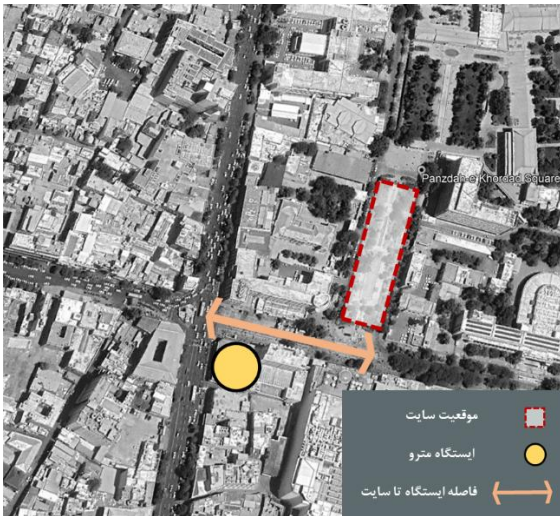 Panzdah-e Khordad Square
موقعیت سایت
ایستگاه مترو
فاصله ایستگاه تا سایت